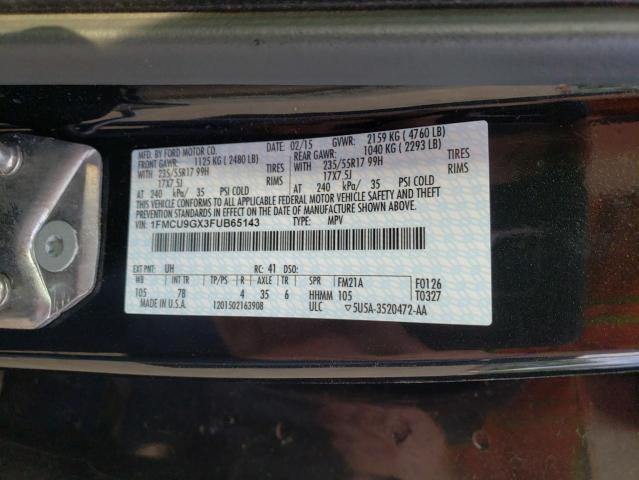 MFD. BY FORD MOTOR CO.
DATE: 02/15 GVWR: 2159 KG ( 4760 LB)
FRONT GAWR: 1125 KG ( 2480 LB) REAR GAWR: 1040 KG ( 2293 LB)
WITH 235/55R17 99H TIRES WITH 235/55R17 99H TIRES
17X7.5J 17X7.5J
AT 240 kPa/ 35 PSI COLD AT 240 kPa/ 35 PSI COLD
THIS VEHICLE CONFORMS TO ALL APPLICABLE FEDERAL MOTOR VEHICLE SAFETY
AND THEFT PREVENTION STANDARDS IN EFFECT ON THE DATE OF MANUFACTURE SHOWN ABOVE.
VIN: 1FMCU9GX3FUB65143 TYPE: MPV
EXT PNT: UH RC: 41 DSO:
WB INT TR TP/PS R AXLE TR SPR FM21A F0126
105 78 4 35 6 HHMM 105 T0327
MADE IN U.S.A. 1201502163908 ULC 5U5A-3520472-AA